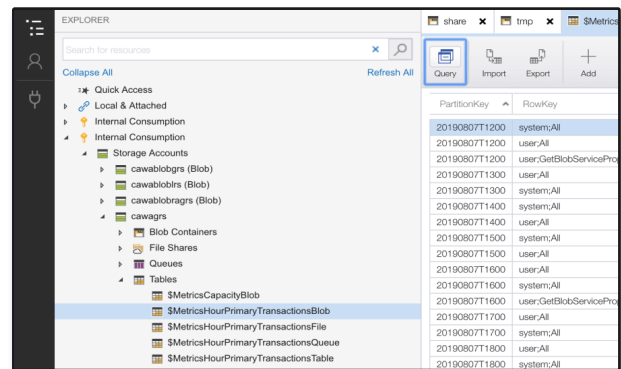 EXPLORER
Search for resources
Collapse All Refresh All
Quick Access
Local & Attached
Internal Consumption
Internal Consumption
Storage Accounts
cawablobgrs (Blob)
cawabloblrs (Blob)
cawablobragrs (Blob)
cawagrs
Blob Containers
File Shares
Queues
Tables
$MetricsCapacityBlob
$MetricsHourPrimaryTransactionsBlob
$MetricsHourPrimaryTransactionsFile
$MetricsHourPrimaryTransactionsQueue
$MetricsHourPrimaryTransactionsTable
share tmp $Metrics
Query Import Export Add
PartitionKey RowKey
20190807T1200 system;All
20190807T1200 user;All
20190807T1200 user;GetBlobServiceProp
20190807T1300 user;All
20190807T1300 system;All
20190807T1400 system;All
20190807T1400 user;All
20190807T1500 system;All
20190807T1500 user;All
20190807T1600 user;All
20190807T1600 system;All
20190807T1600 user;GetBlobServiceProp
20190807T1700 user;All
20190807T1700 system;All
20190807T1800 user;All
20190807T1800 system;All